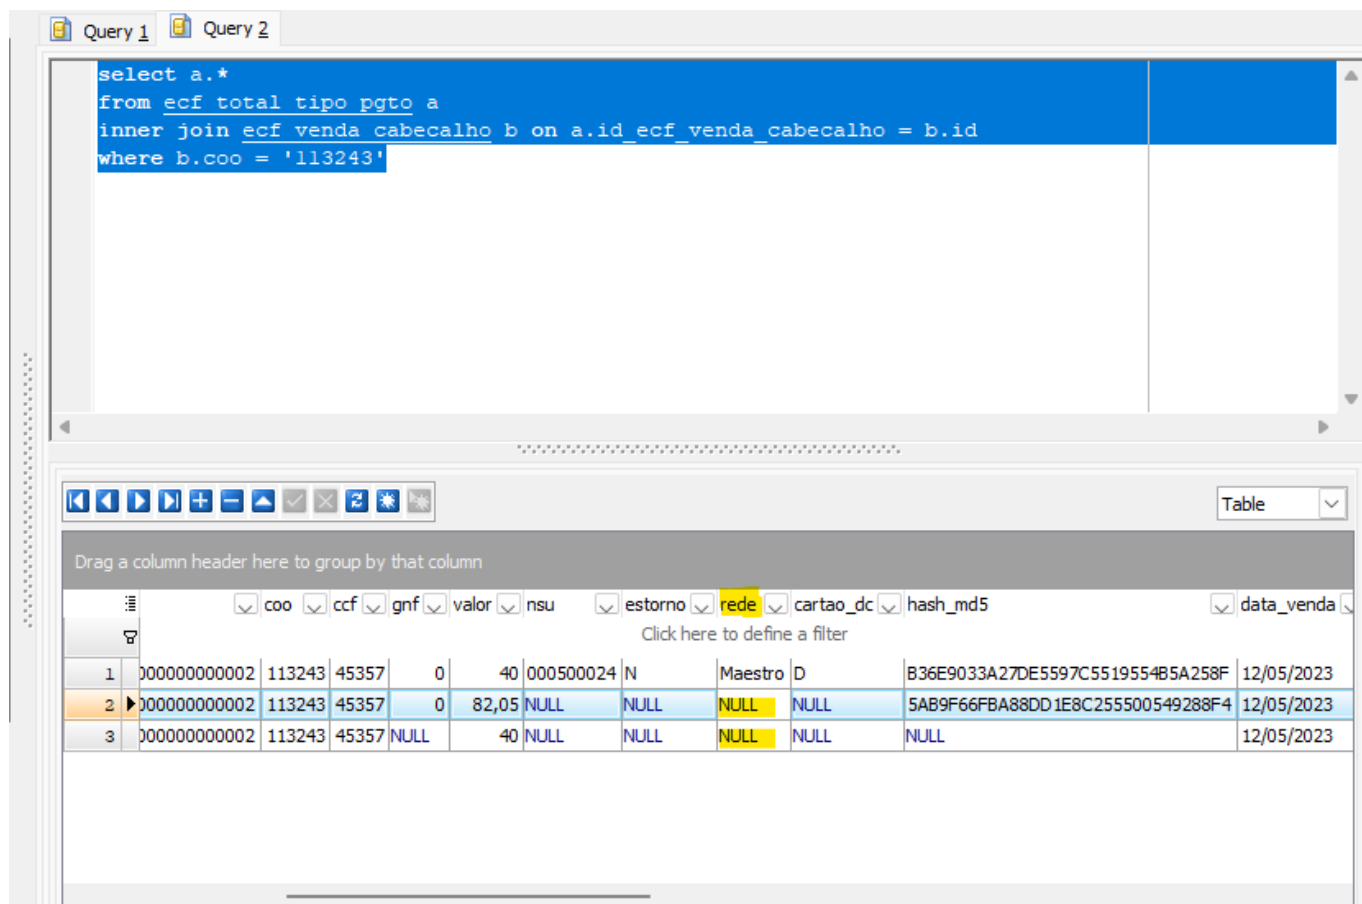 Query 1 Query 2
select a.*
from ecf_total_tipo_pgto a
inner join ecf_venda_cabecalho b on a.id_ecf_venda_cabecalho = b.id
where b.coo = '113243'
Table
Drag a column header here to group by that column
coo ccf gnf valor nsu estorno rede cartao_dc hash_md5 data_venda
Click here to define a filter
1 000000000002 113243 45357 0 40 000500024 N Maestro D B36E9033A27DE5597C5519554B5A258F 12/05/2023
2 000000000002 113243 45357 0 82,05 NULL NULL NULL NULL 5AB9F66FBA88DD1E8C255500549288F4 12/05/2023
3 000000000002 113243 45357 NULL 40 NULL NULL NULL NULL NULL 12/05/2023